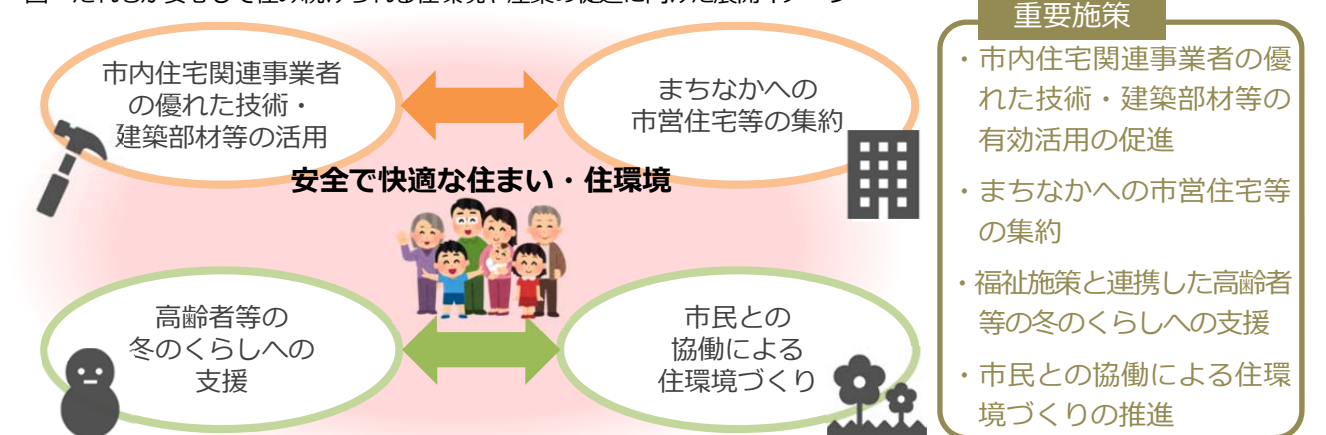 市内住宅関連事業者
の優れた技術・
建築部材等の活用
まちなかへの
市営住宅等の集約
安全で快適な住まい・住環境
高齢者等の
冬のくらしへの
支援
市民との
協働による
住環境づくり
重要施策
・市内住宅関連事業者の優
れた技術・建築部材等の
有効活用の促進
・まちなかへの市営住宅等
の集約
・福祉施策と連携した高齢者
等の冬のくらしへの支援
・市民との協働による住環
境づくりの推進